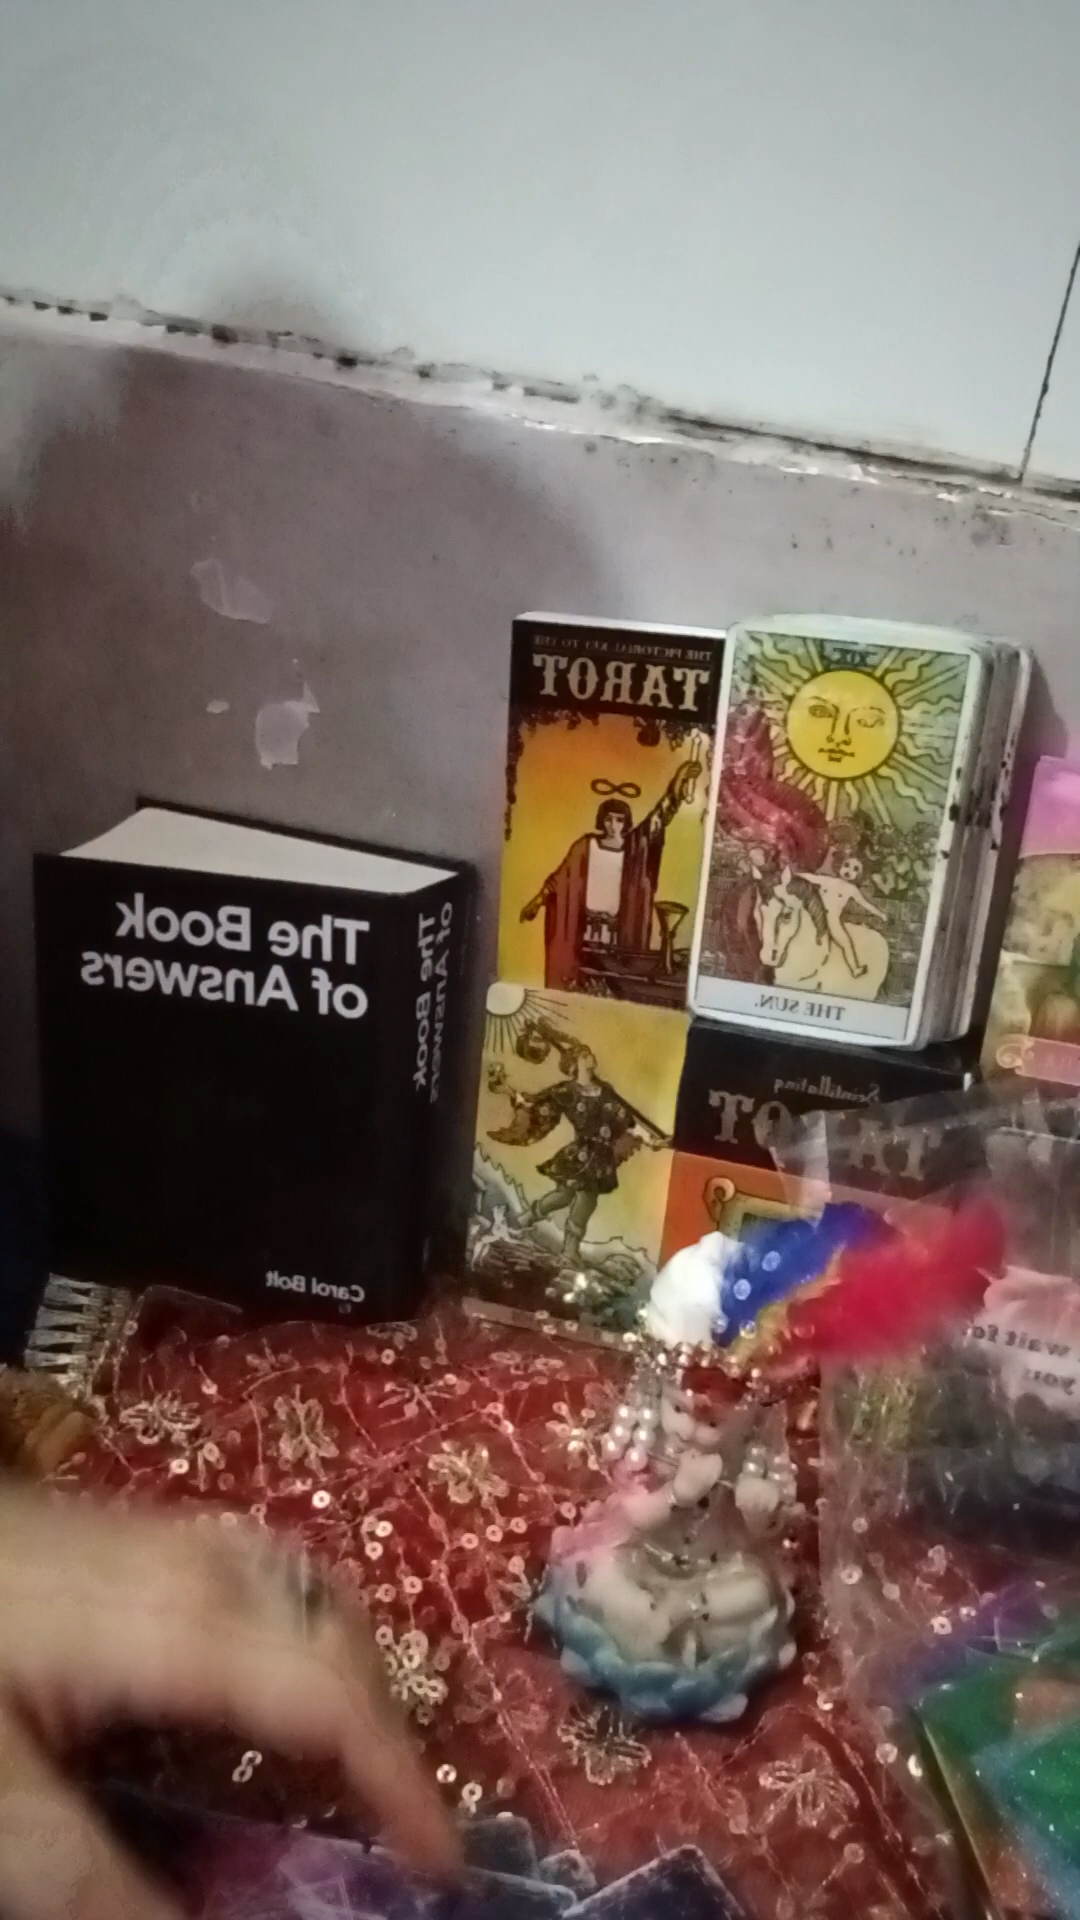 The Book
of Answers
Carol Bolt
The Book
of Answers
THE PICTORIAL KEY TO THE
TAROT
XIX
THE SUN.
Scintillating
TAROT
wait for
you